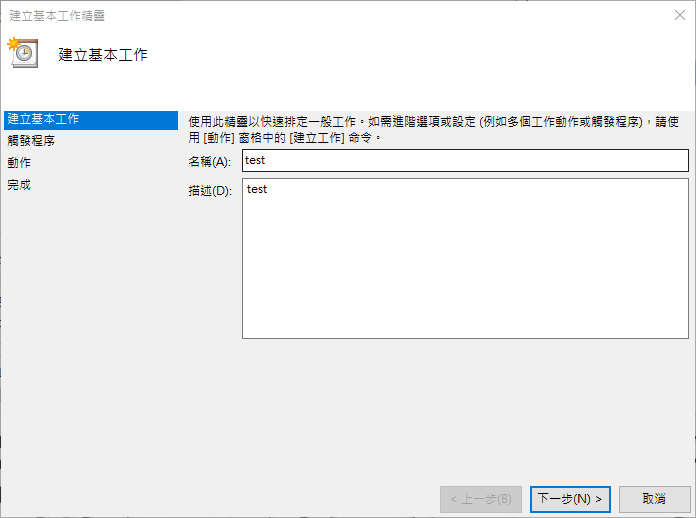 建立基本工作精靈
建立基本工作
建立基本工作
觸發程序
動作
完成
使用此精靈以快速排定一般工作。如需進階選項或設定 (例如多個工作動作或觸發程序)，請使
用 [動作] 窗格中的 [建立工作] 命令。
名稱(A):
test
描述(D):
test
< 上一步(B)
下一步(N) >
取消